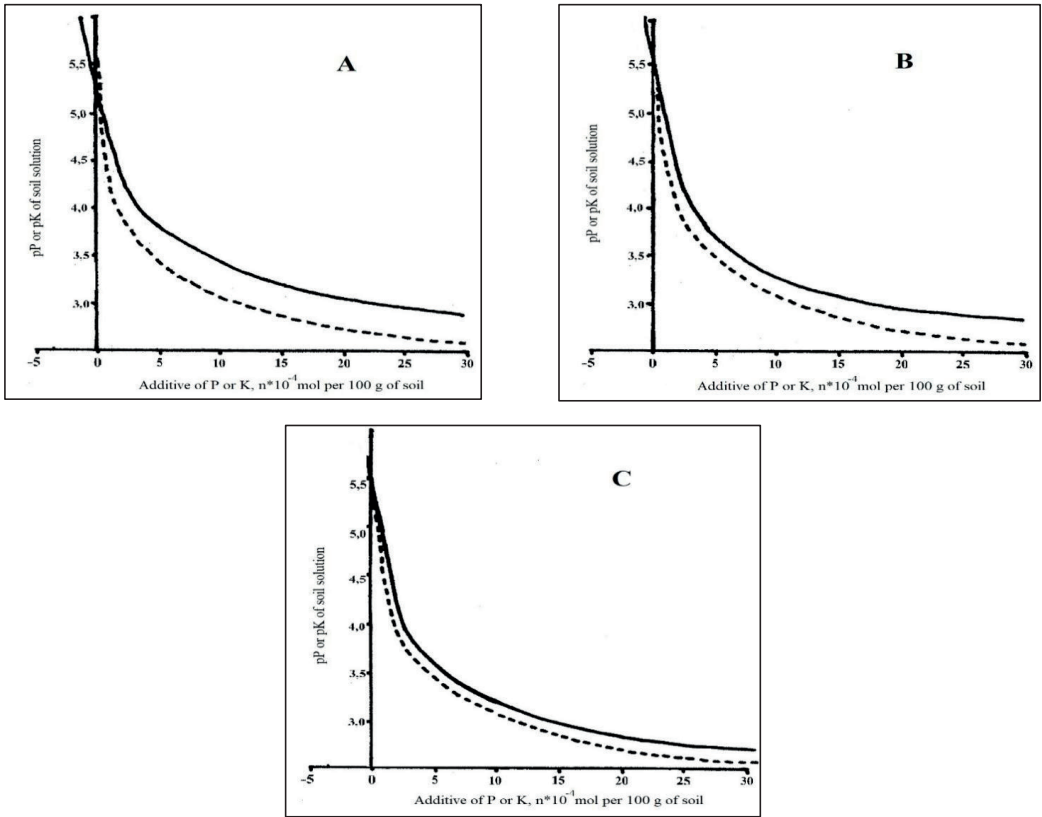 A
5,5
5,0
4,5
4,0
3,5
3,0
pP or pK of soil solution
-5 0 5 10 15 20 25 30
Additive of P or K, n*10⁻⁴mol per 100 g of soil
B
5,5
5,0
4,5
4,0
3,5
3,0
pP or pK of soil solution
-5 0 5 10 15 20 25 30
Additive of P or K, n*10⁻⁴mol per 100 g of soil
C
5,5
5,0
4,5
4,0
3,5
3,0
pP or pK of soil solution
-5 0 5 10 15 20 25 30
Additive of P or K, n*10⁻⁴mol per 100 g of soil